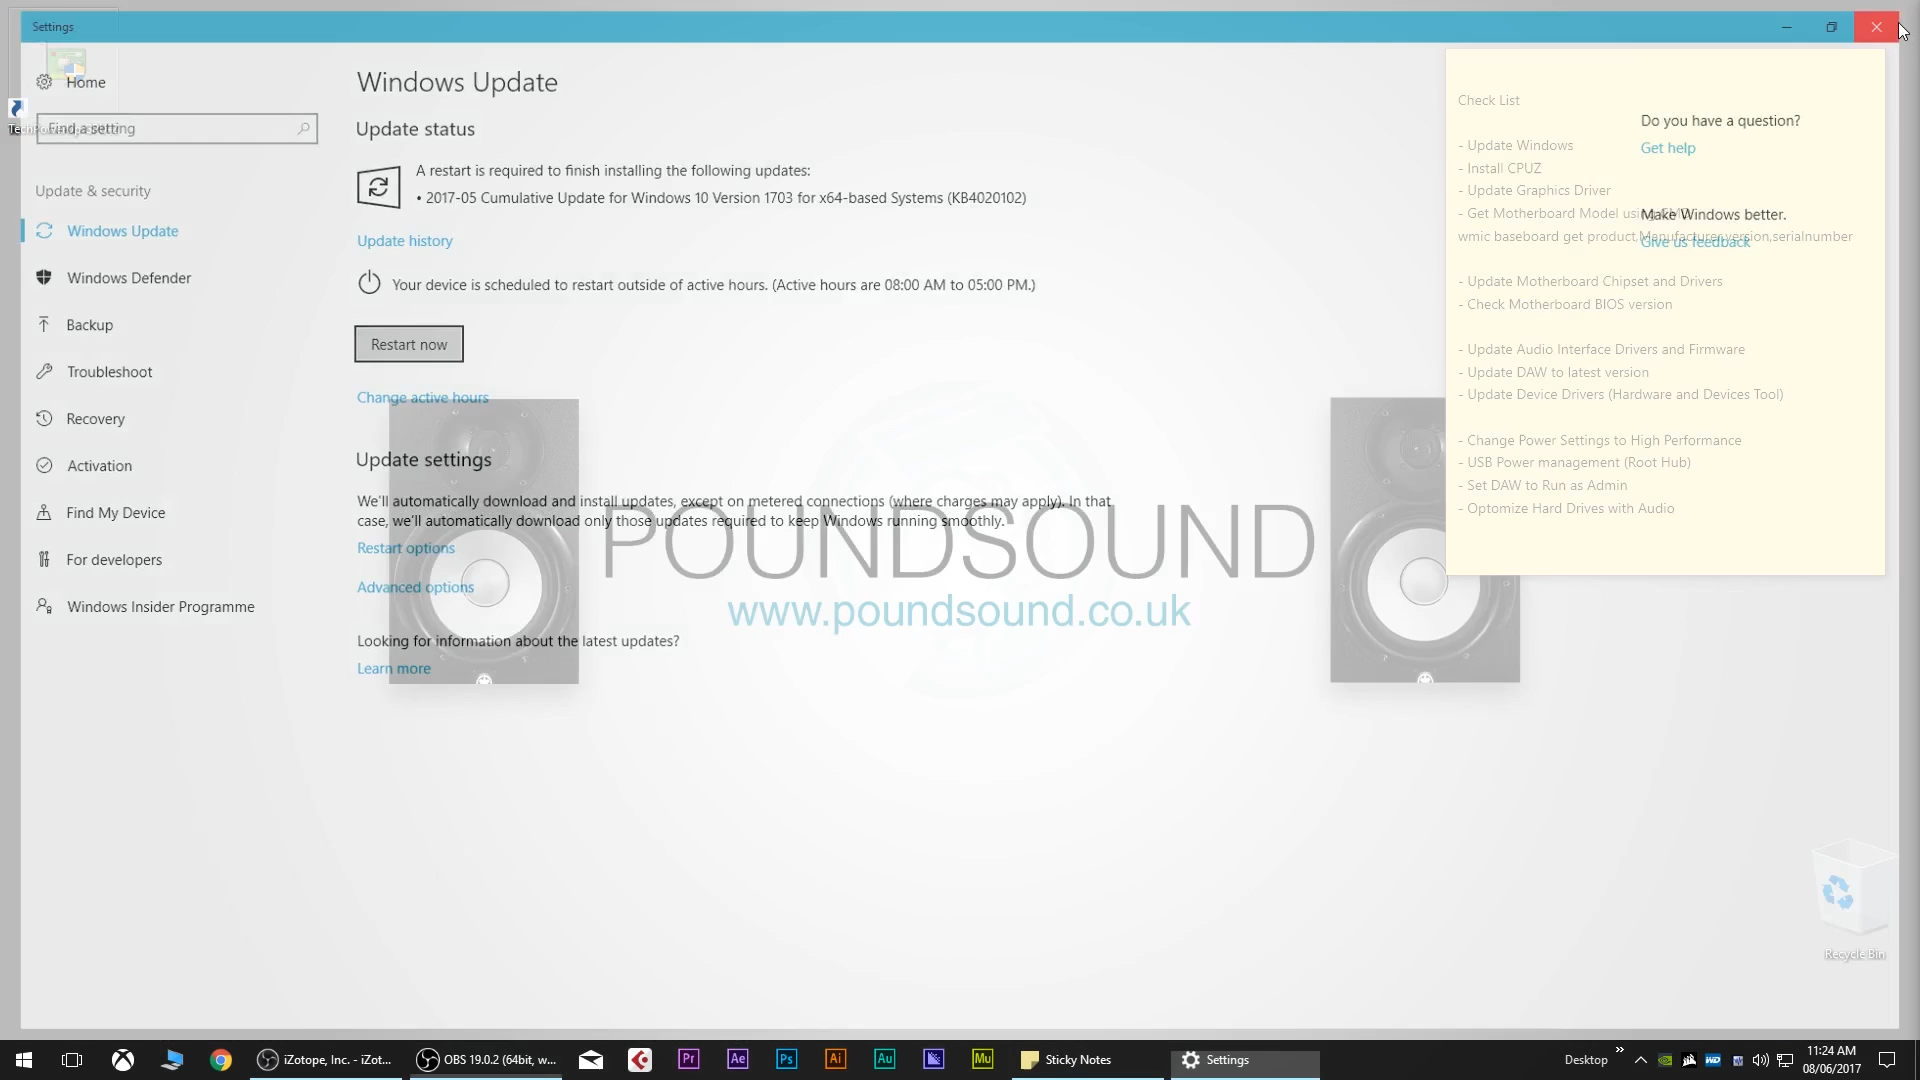 Settings
Home
Find a setting
Update & security
Windows Update
Windows Defender
Backup
Troubleshoot
Recovery
Activation
Find My Device
For developers
Windows Insider Programme
Windows Update
Update status
A restart is required to finish installing the following updates:
• 2017-05 Cumulative Update for Windows 10 Version 1703 for x64-based Systems (KB4020102)
Update history
Your device is scheduled to restart outside of active hours. (Active hours are 08:00 AM to 05:00 PM.)
Restart now
Change active hours
Update settings
We'll automatically download and install updates, except on metered connections (where charges may apply). In that
case, we'll automatically download only those updates required to keep Windows running smoothly.
Restart options
Advanced options
Looking for information about the latest updates?
Learn more
POUNDSOUND
www.poundsound.co.uk
Check List
- Update Windows
- Install CPUZ
- Update Graphics Driver
- Get Motherboard Model using
wmic baseboard get product,Manufacturer,version,serialnumber
- Update Motherboard Chipset and Drivers
- Check Motherboard BIOS version
- Update Audio Interface Drivers and Firmware
- Update DAW to latest version
- Update Device Drivers (Hardware and Devices Tool)
- Change Power Settings to High Performance
- USB Power management (Root Hub)
- Set DAW to Run as Admin
- Optomize Hard Drives with Audio
Do you have a question?
Get help
Make Windows better.
Give us feedback
Recycle Bin
iZotope, Inc. - iZot...
OBS 19.0.2 (64bit, w...
Pr
Ae
Ps
Ai
Au
Mu
Sticky Notes
Settings
Desktop
WD
11:24 AM
08/06/2017